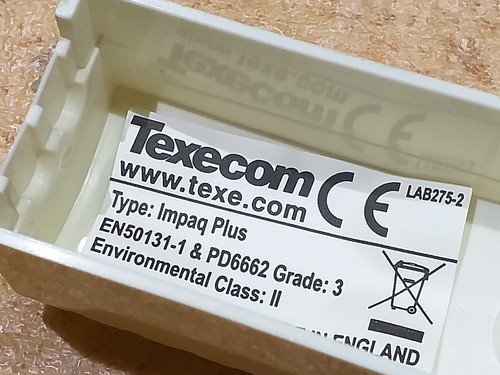 Texecom
LAB275-2
www.texe.com
Type: Impaq Plus
EN50131-1 & PD6662 Grade: 3
Environmental Class: II
IN ENGLAND